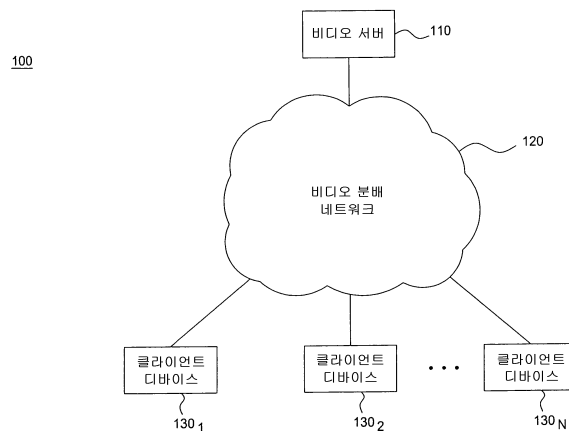 비디오 서버
110
100
120
비디오 분배
네트워크
클라이언트
디바이스
클라이언트
디바이스
• • •
클라이언트
디바이스
130 1
130 2
130 N